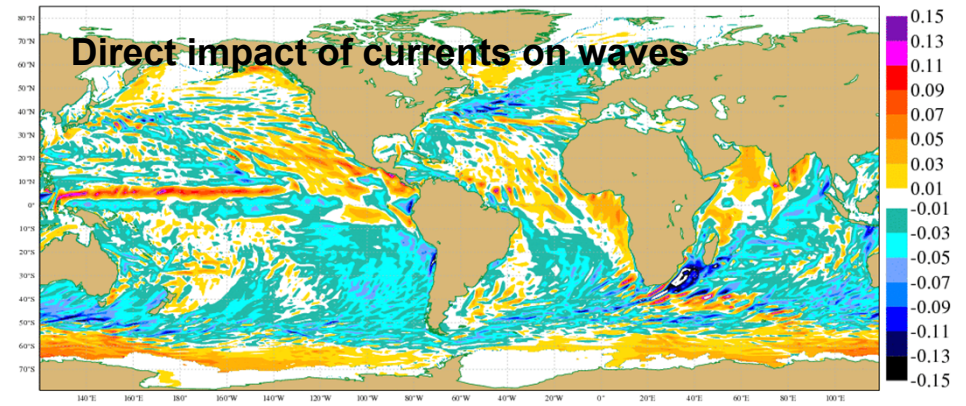 Direct impact of currents on waves
80°N
70°N
60°N
50°N
40°N
30°N
20°N
10°N
0°
10°S
20°S
30°S
40°S
50°S
60°S
70°S
140°E 160°E 180° 160°W 140°W 120°W 100°W 80°W 60°W 40°W 20°W 0° 20°E 40°E 60°E 80°E 100°E
0.15
0.13
0.11
0.09
0.07
0.05
0.03
0.01
-0.01
-0.03
-0.05
-0.07
-0.09
-0.11
-0.13
-0.15